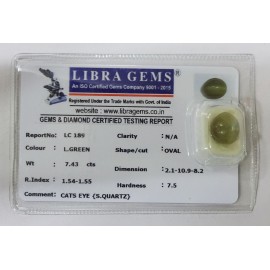 LIBRA GEMS®
An ISO Certified Gems Company 9001 - 2015
Registered Under the Trade Marks with Govt. of India
website : www.libragems.co.in
GEMS & DIAMOND CERTIFIED TESTING REPORT
ReportNo: LC 189 Clarity : N/A
Colour : L.GREEN Shape/cut : OVAL
Wt : 7.43 cts Dimension : 2.1-10.9-8.2
R.Index : 1.54-1.55 Hardness : 7.5
Comment : CATS EYE (S.QUARTZ)